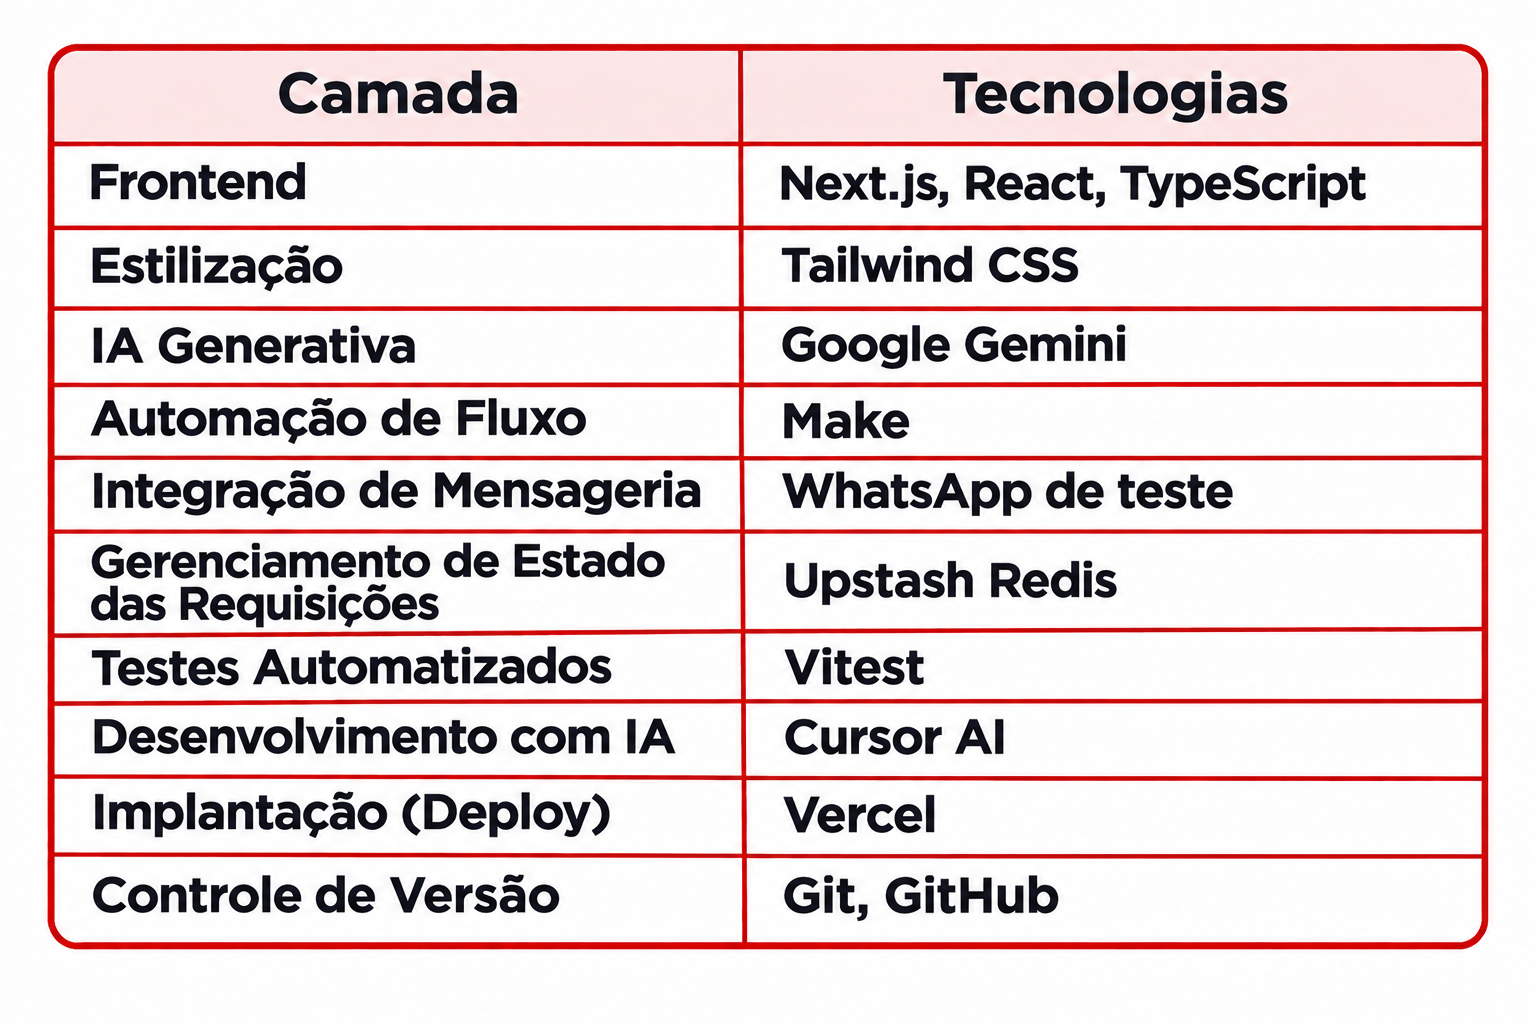 Camada
Tecnologias
Frontend
Next.js, React, TypeScript
Estilização
Tailwind CSS
IA Generativa
Google Gemini
Automação de Fluxo
Make
Integração de Mensageria
WhatsApp de teste
Gerenciamento de Estado
das Requisições
Upstash Redis
Testes Automatizados
Vitest
Desenvolvimento com IA
Cursor AI
Implantação (Deploy)
Vercel
Controle de Versão
Git, GitHub